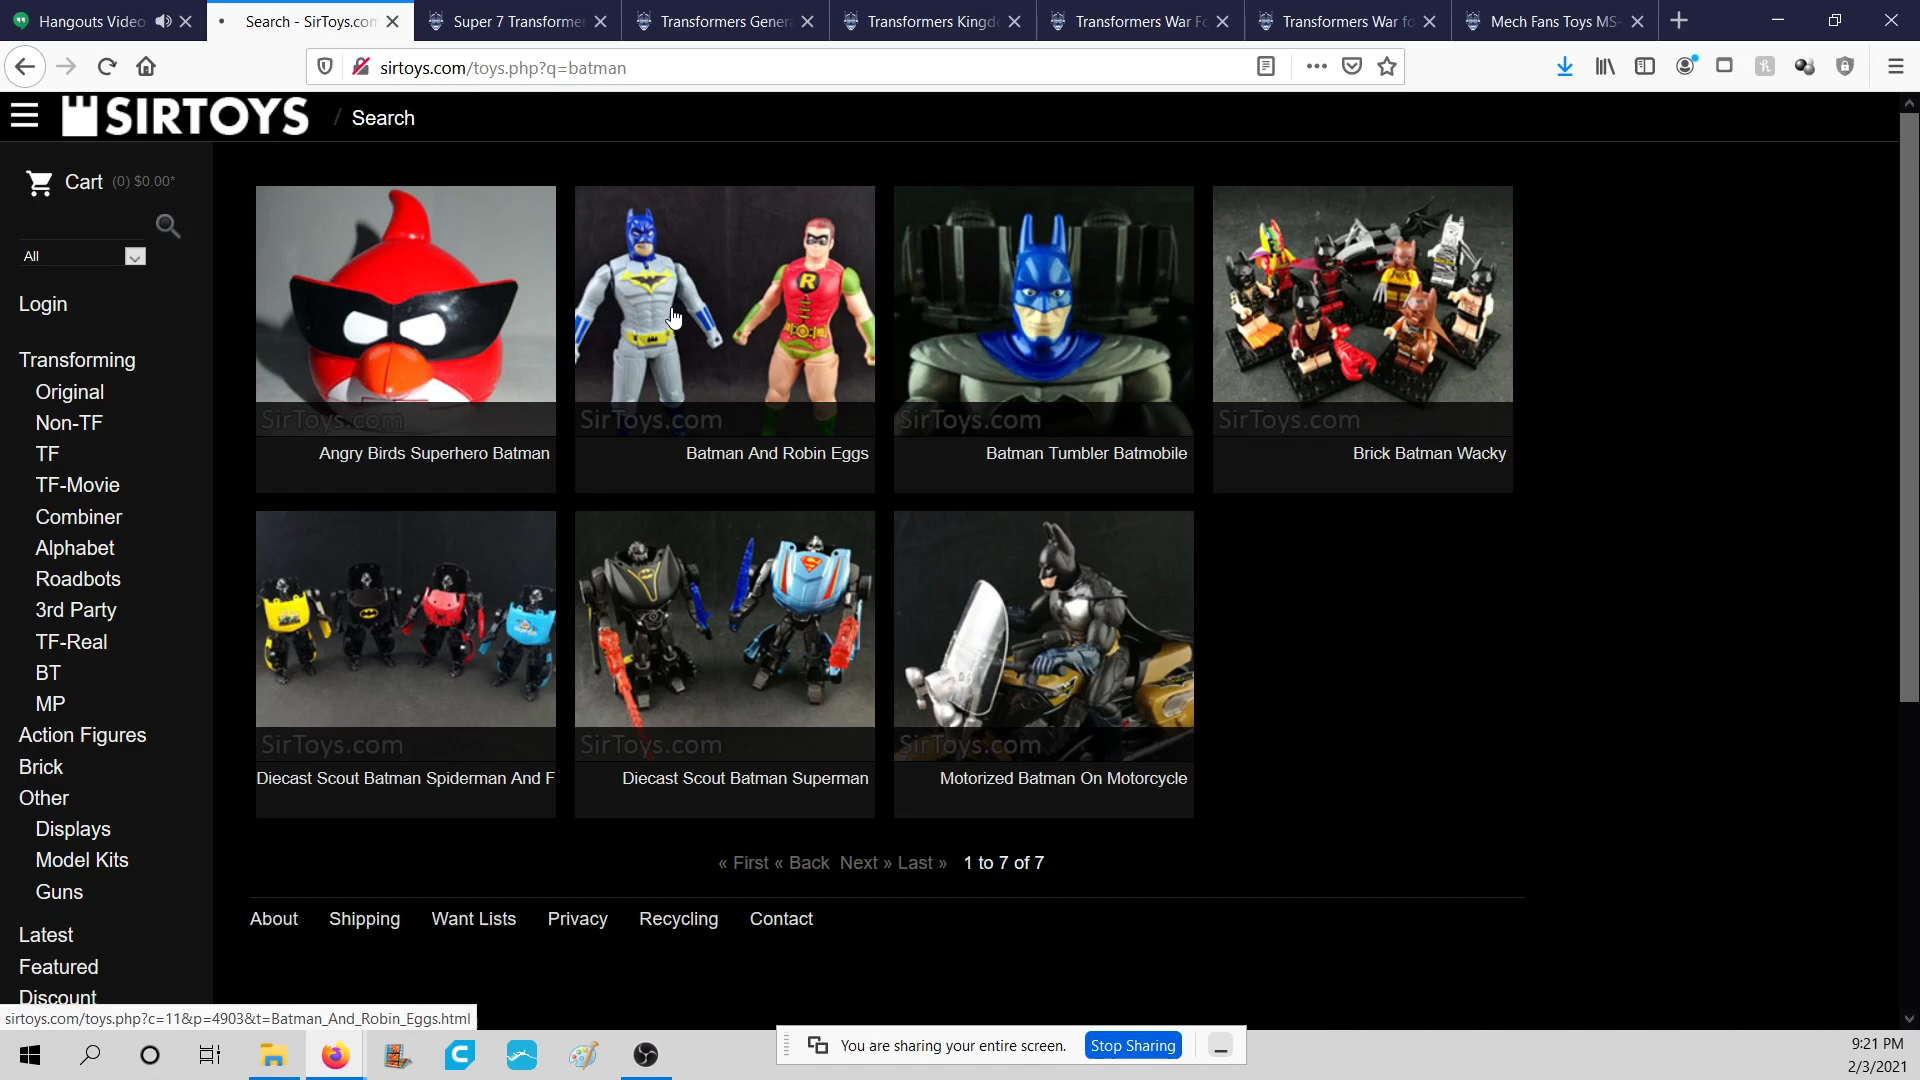 Hangouts Video
Search - SirToys.com
Super 7 Transformer
Transformers Genera
Transformers Kingdo
Transformers War Fo
Transformers War fo
Mech Fans Toys MS-
sirtoys.com/toys.php?q=batman
SIRTOYS / Search
Cart (0) $0.00*
All
Login
Transforming
Original
Non-TF
TF
TF-Movie
Combiner
Alphabet
Roadbots
3rd Party
TF-Real
BT
MP
Action Figures
Brick
Other
Displays
Model Kits
Guns
Latest
Featured
Discount
SirToys.com
Angry Birds Superhero Batman
R
SirToys.com
Batman And Robin Eggs
SirToys.com
Batman Tumbler Batmobile
SirToys.com
Brick Batman Wacky
SirToys.com
Diecast Scout Batman Spiderman And F
SirToys.com
Diecast Scout Batman Superman
SirToys.com
Motorized Batman On Motorcycle
« First « Back Next » Last » 1 to 7 of 7
About Shipping Want Lists Privacy Recycling Contact
sirtoys.com/toys.php?c=11&p=4903&t=Batman_And_Robin_Eggs.html
You are sharing your entire screen. Stop Sharing
9:21 PM
2/3/2021